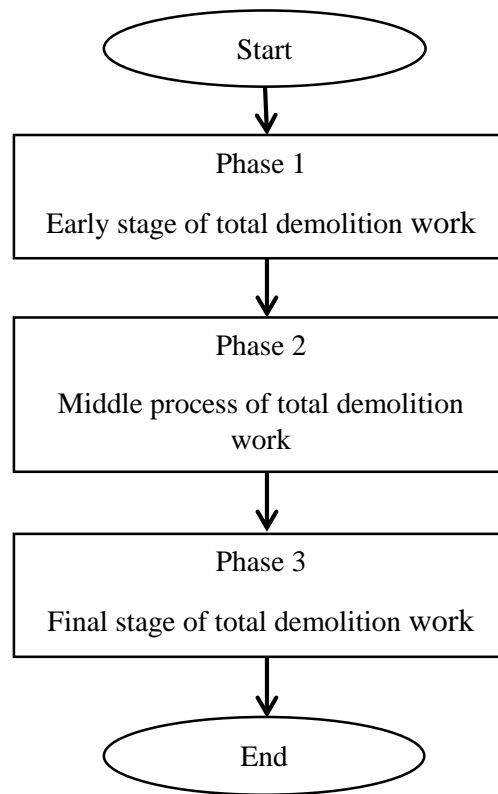 Start
Phase 1
Early stage of total demolition work
Phase 2
Middle process of total demolition
work
Phase 3
Final stage of total demolition work
End